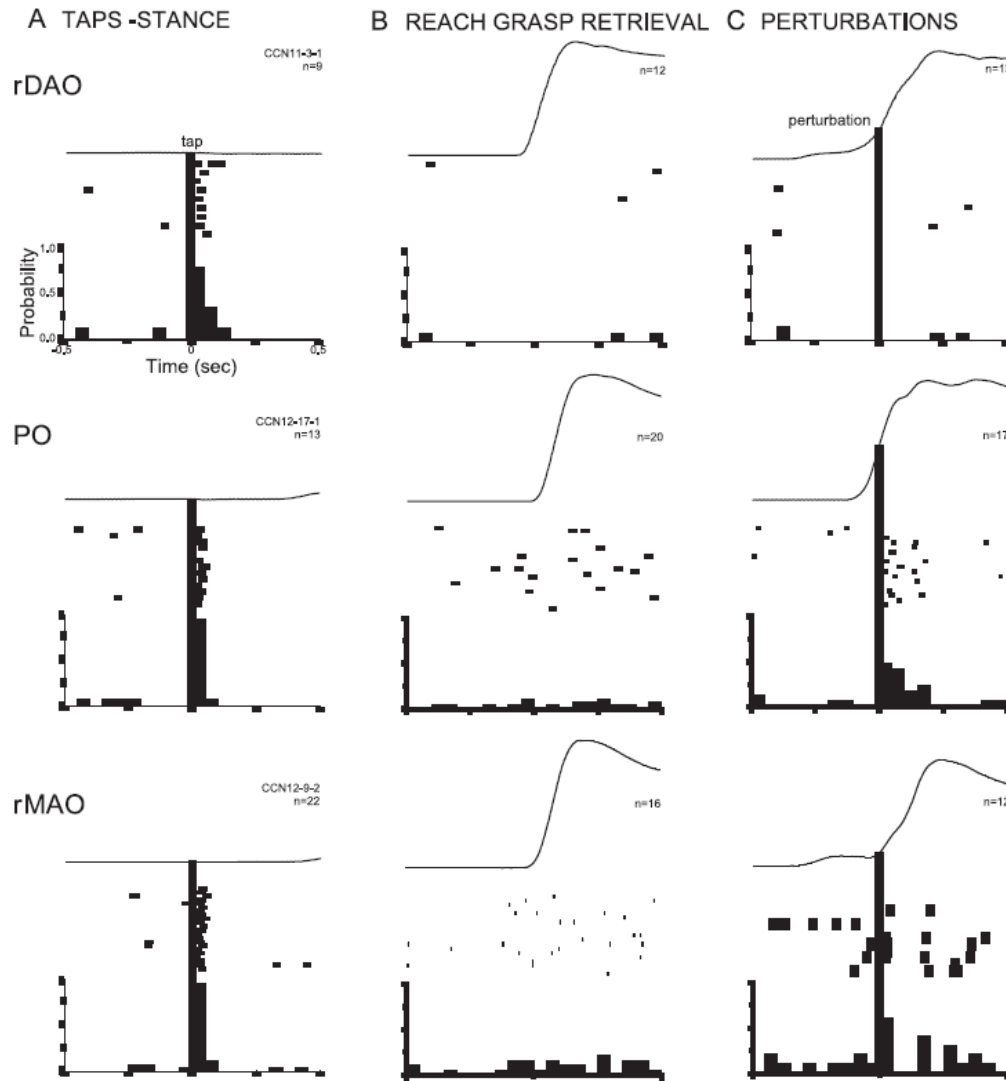 A TAPS -STANCE
B REACH GRASP RETRIEVAL
C PERTURBATIONS
rDAO
CCN11-3-1
n=9
tap
Probability
1.0
0.5
0.0
-0.5
0
0.5
Time (sec)
n=12
perturbation
PO
CCN12-17-1
n=13
n=20
n=17
rMAO
CCN12-9-2
n=22
n=16
n=12